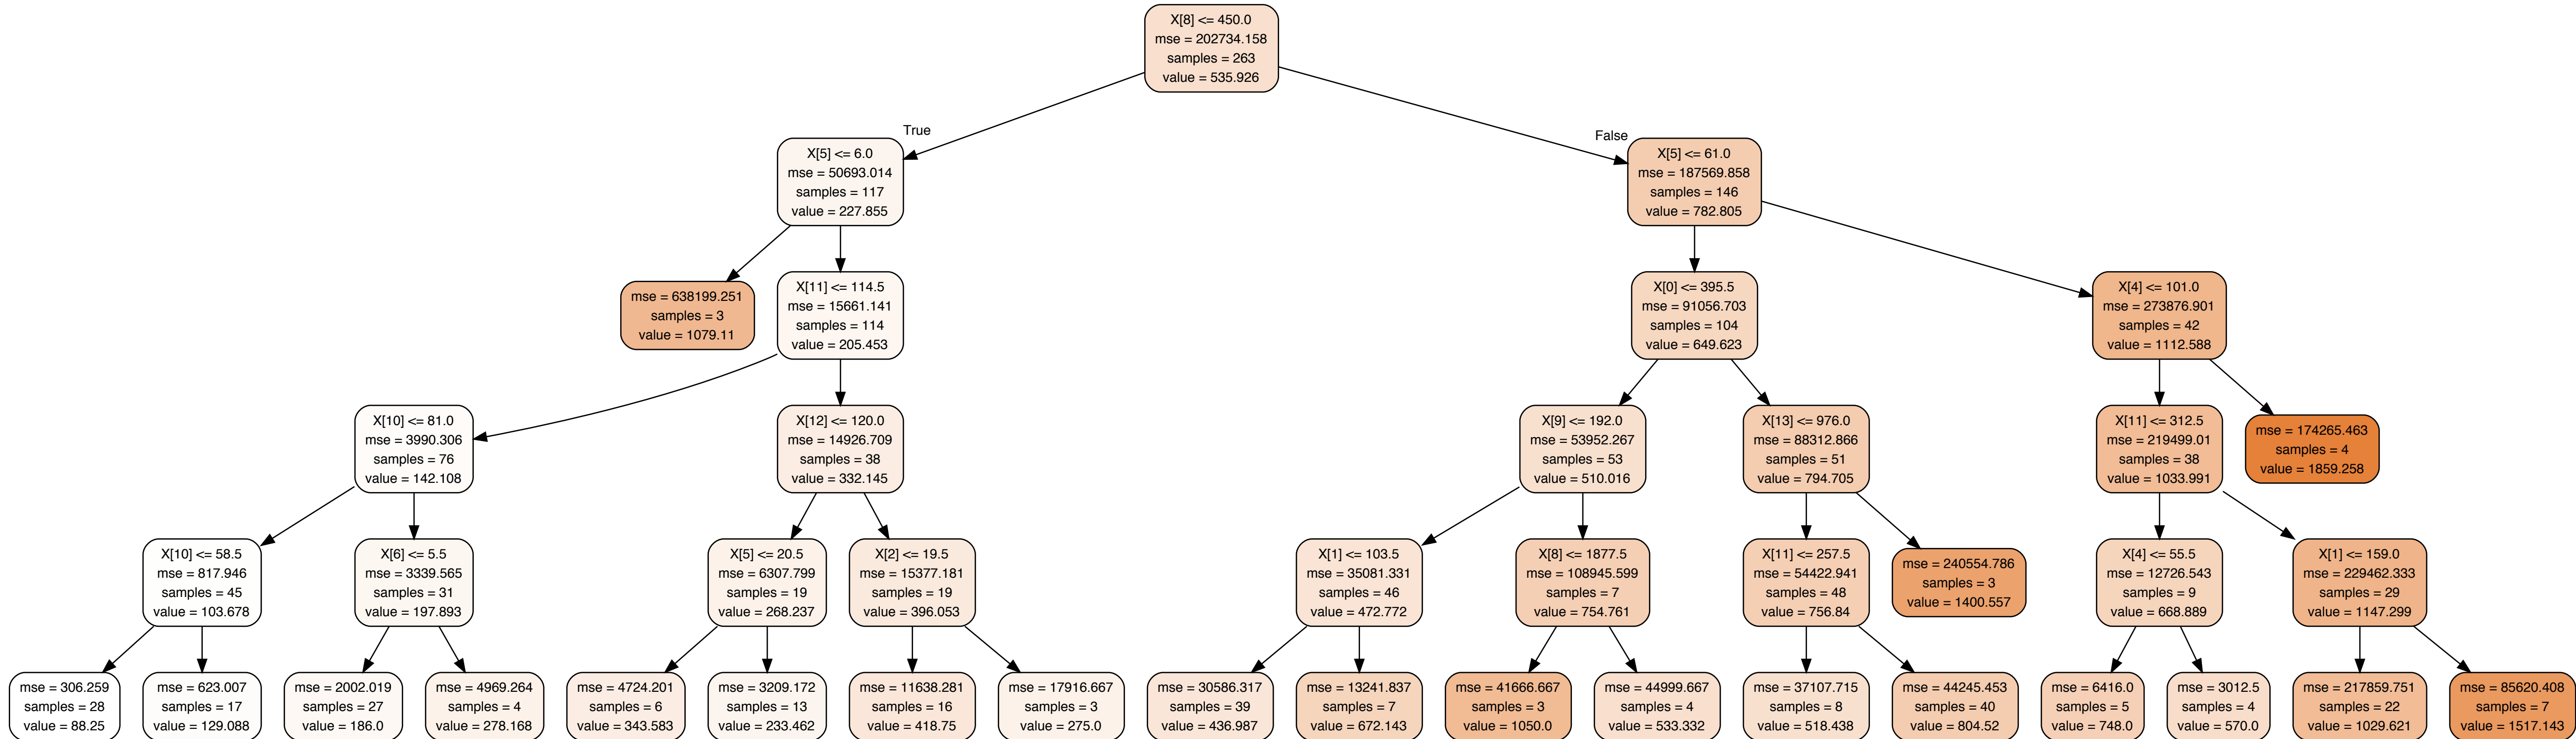 X[8] <= 450.0
mse = 202734.158
samples = 263
value = 535.926
True
False
X[5] <= 6.0
mse = 50693.014
samples = 117
value = 227.855
X[5] <= 61.0
mse = 187569.858
samples = 146
value = 782.805
mse = 638199.251
samples = 3
value = 1079.11
X[11] <= 114.5
mse = 15661.141
samples = 114
value = 205.453
X[0] <= 395.5
mse = 91056.703
samples = 104
value = 649.623
X[4] <= 101.0
mse = 273876.901
samples = 42
value = 1112.588
X[10] <= 81.0
mse = 3990.306
samples = 76
value = 142.108
X[12] <= 120.0
mse = 14926.709
samples = 38
value = 332.145
X[9] <= 192.0
mse = 53952.267
samples = 53
value = 510.016
X[13] <= 976.0
mse = 88312.866
samples = 51
value = 794.705
X[11] <= 312.5
mse = 219499.01
samples = 38
value = 1033.991
mse = 174265.463
samples = 4
value = 1859.258
X[10] <= 58.5
mse = 817.946
samples = 45
value = 103.678
X[6] <= 5.5
mse = 3339.565
samples = 31
value = 197.893
X[5] <= 20.5
mse = 6307.799
samples = 19
value = 268.237
X[2] <= 19.5
mse = 15377.181
samples = 19
value = 396.053
X[1] <= 103.5
mse = 35081.331
samples = 46
value = 472.772
X[8] <= 1877.5
mse = 108945.599
samples = 7
value = 754.761
X[11] <= 257.5
mse = 54422.941
samples = 48
value = 756.84
mse = 240554.786
samples = 3
value = 1400.557
X[4] <= 55.5
mse = 12726.543
samples = 9
value = 668.889
X[1] <= 159.0
mse = 229462.333
samples = 29
value = 1147.299
mse = 306.259
samples = 28
value = 88.25
mse = 623.007
samples = 17
value = 129.088
mse = 2002.019
samples = 27
value = 186.0
mse = 4969.264
samples = 4
value = 278.168
mse = 4724.201
samples = 6
value = 343.583
mse = 3209.172
samples = 13
value = 233.462
mse = 11638.281
samples = 16
value = 418.75
mse = 17916.667
samples = 3
value = 275.0
mse = 30586.317
samples = 39
value = 436.987
mse = 13241.837
samples = 7
value = 672.143
mse = 41666.667
samples = 3
value = 1050.0
mse = 44999.667
samples = 4
value = 533.332
mse = 37107.715
samples = 8
value = 518.438
mse = 44245.453
samples = 40
value = 804.52
mse = 6416.0
samples = 5
value = 748.0
mse = 3012.5
samples = 4
value = 570.0
mse = 217859.751
samples = 22
value = 1029.621
mse = 85620.408
samples = 7
value = 1517.143